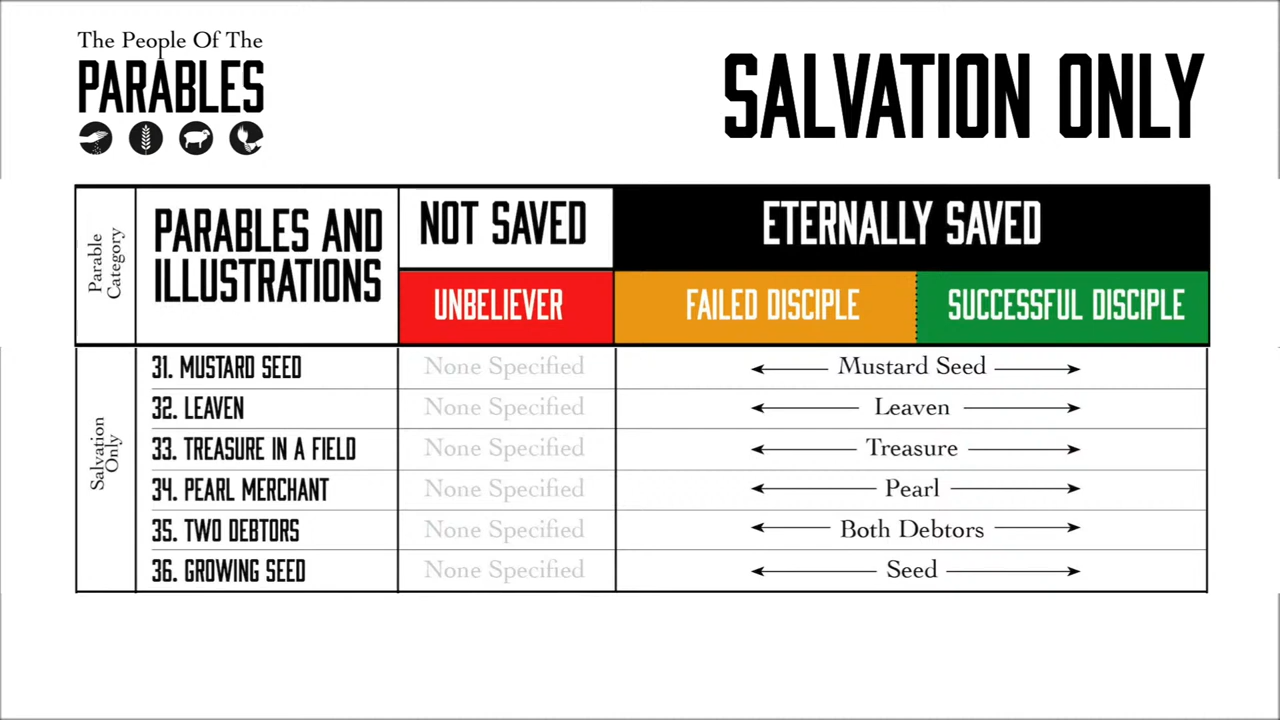 The People Of The
PARABLES
SALVATION ONLY
Parable
Category
PARABLES AND
ILLUSTRATIONS
NOT SAVED
ETERNALLY SAVED
UNBELIEVER
FAILED DISCIPLE
SUCCESSFUL DISCIPLE
Salvation
Only
31. MUSTARD SEED
None Specified
Mustard Seed
32. LEAVEN
None Specified
Leaven
33. TREASURE IN A FIELD
None Specified
Treasure
34. PEARL MERCHANT
None Specified
Pearl
35. TWO DEBTORS
None Specified
Both Debtors
36. GROWING SEED
None Specified
Seed